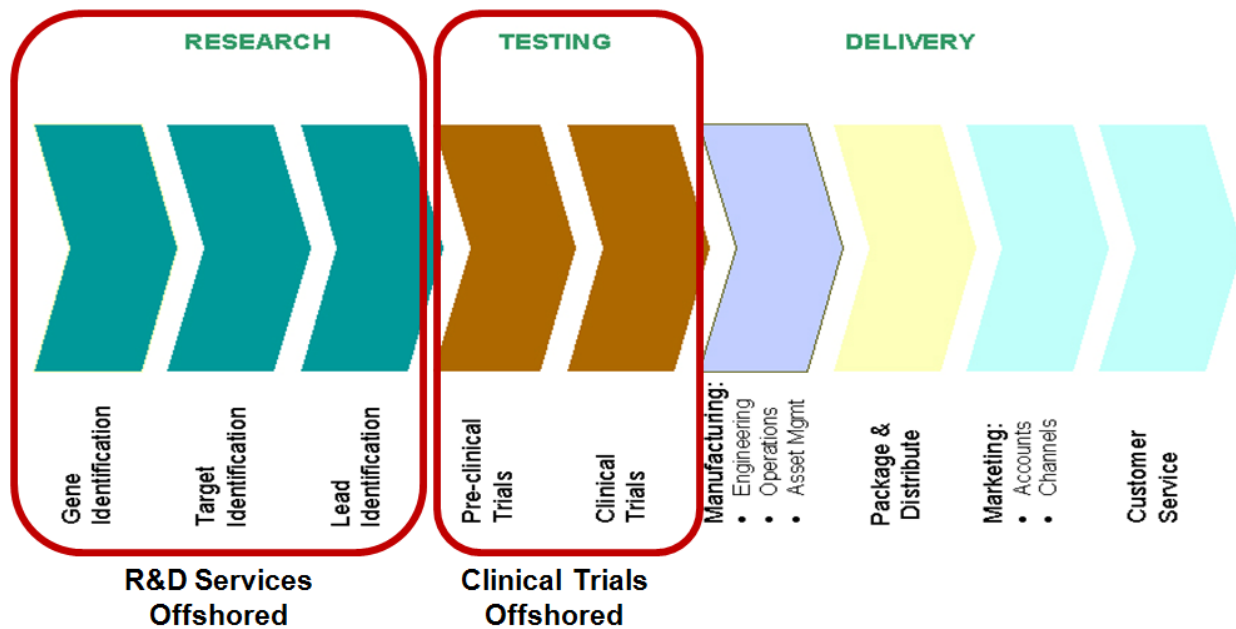 RESEARCH
TESTING
DELIVERY
Gene
Identification
Target
Identification
Lead
Identification
Pre-clinical
Trials
Clinical
Trials
Manufacturing:
• Engineering
• Operations
• Asset Mgmt
Package &
Distribute
Marketing:
• Accounts
• Channels
Customer
Service
R&D Services
Offshored
Clinical Trials
Offshored